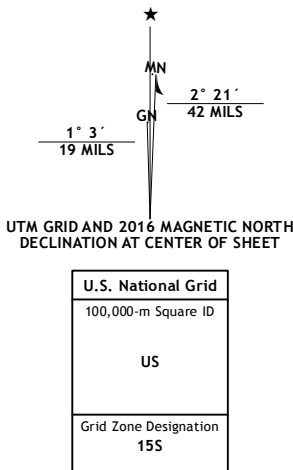 ★
MN
GN
2° 21´
42 MILS
1° 3´
19 MILS
UTM GRID AND 2016 MAGNETIC NORTH
DECLINATION AT CENTER OF SHEET
U.S. National Grid
100,000-m Square ID
US
Grid Zone Designation
15S